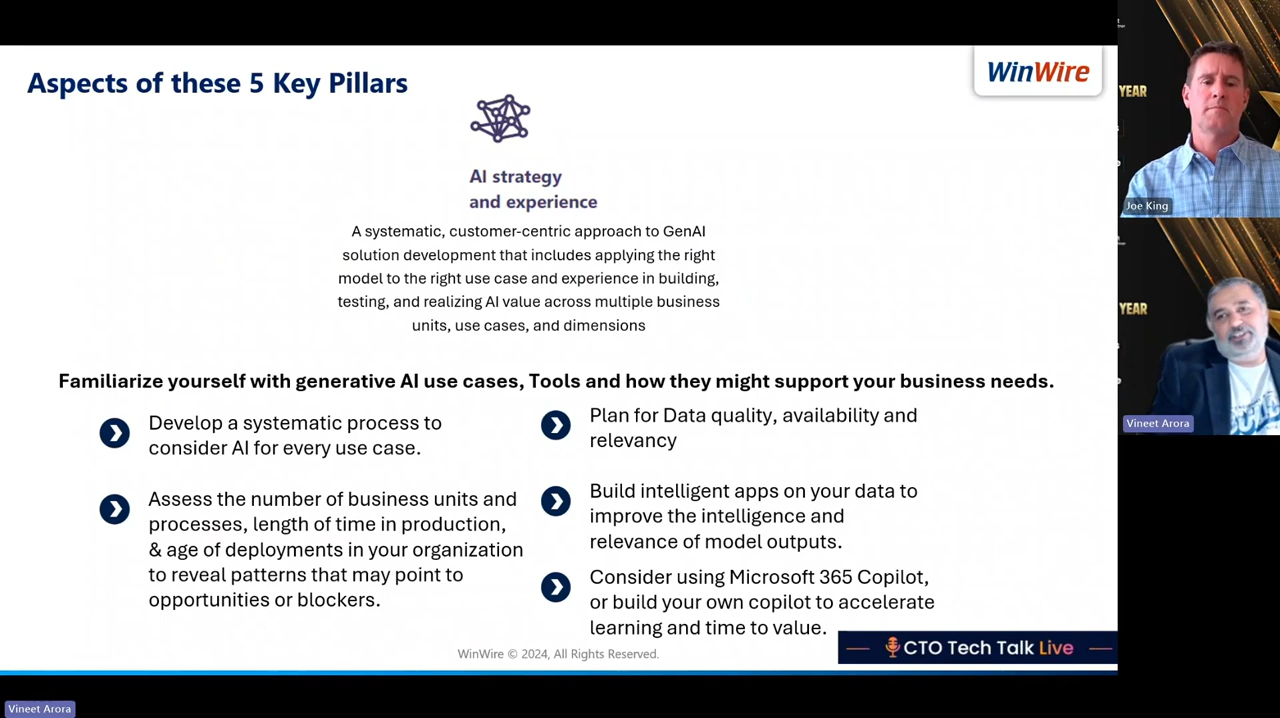 Aspects of these 5 Key Pillars
WinWire
AI strategy
and experience
A systematic, customer-centric approach to GenAI
solution development that includes applying the right
model to the right use case and experience in building,
testing, and realizing AI value across multiple business
units, use cases, and dimensions
Familiarize yourself with generative AI use cases, Tools and how they might support your business needs.
Develop a systematic process to
consider AI for every use case.
Assess the number of business units and
processes, length of time in production,
& age of deployments in your organization
to reveal patterns that may point to
opportunities or blockers.
Plan for Data quality, availability and
relevancy
Build intelligent apps on your data to
improve the intelligence and
relevance of model outputs.
Consider using Microsoft 365 Copilot,
or build your own copilot to accelerate
learning and time to value.
WinWire © 2024, All Rights Reserved.
CTO Tech Talk Live
YEAR
Joe King
YEAR
Vineet Arora
Vineet Arora